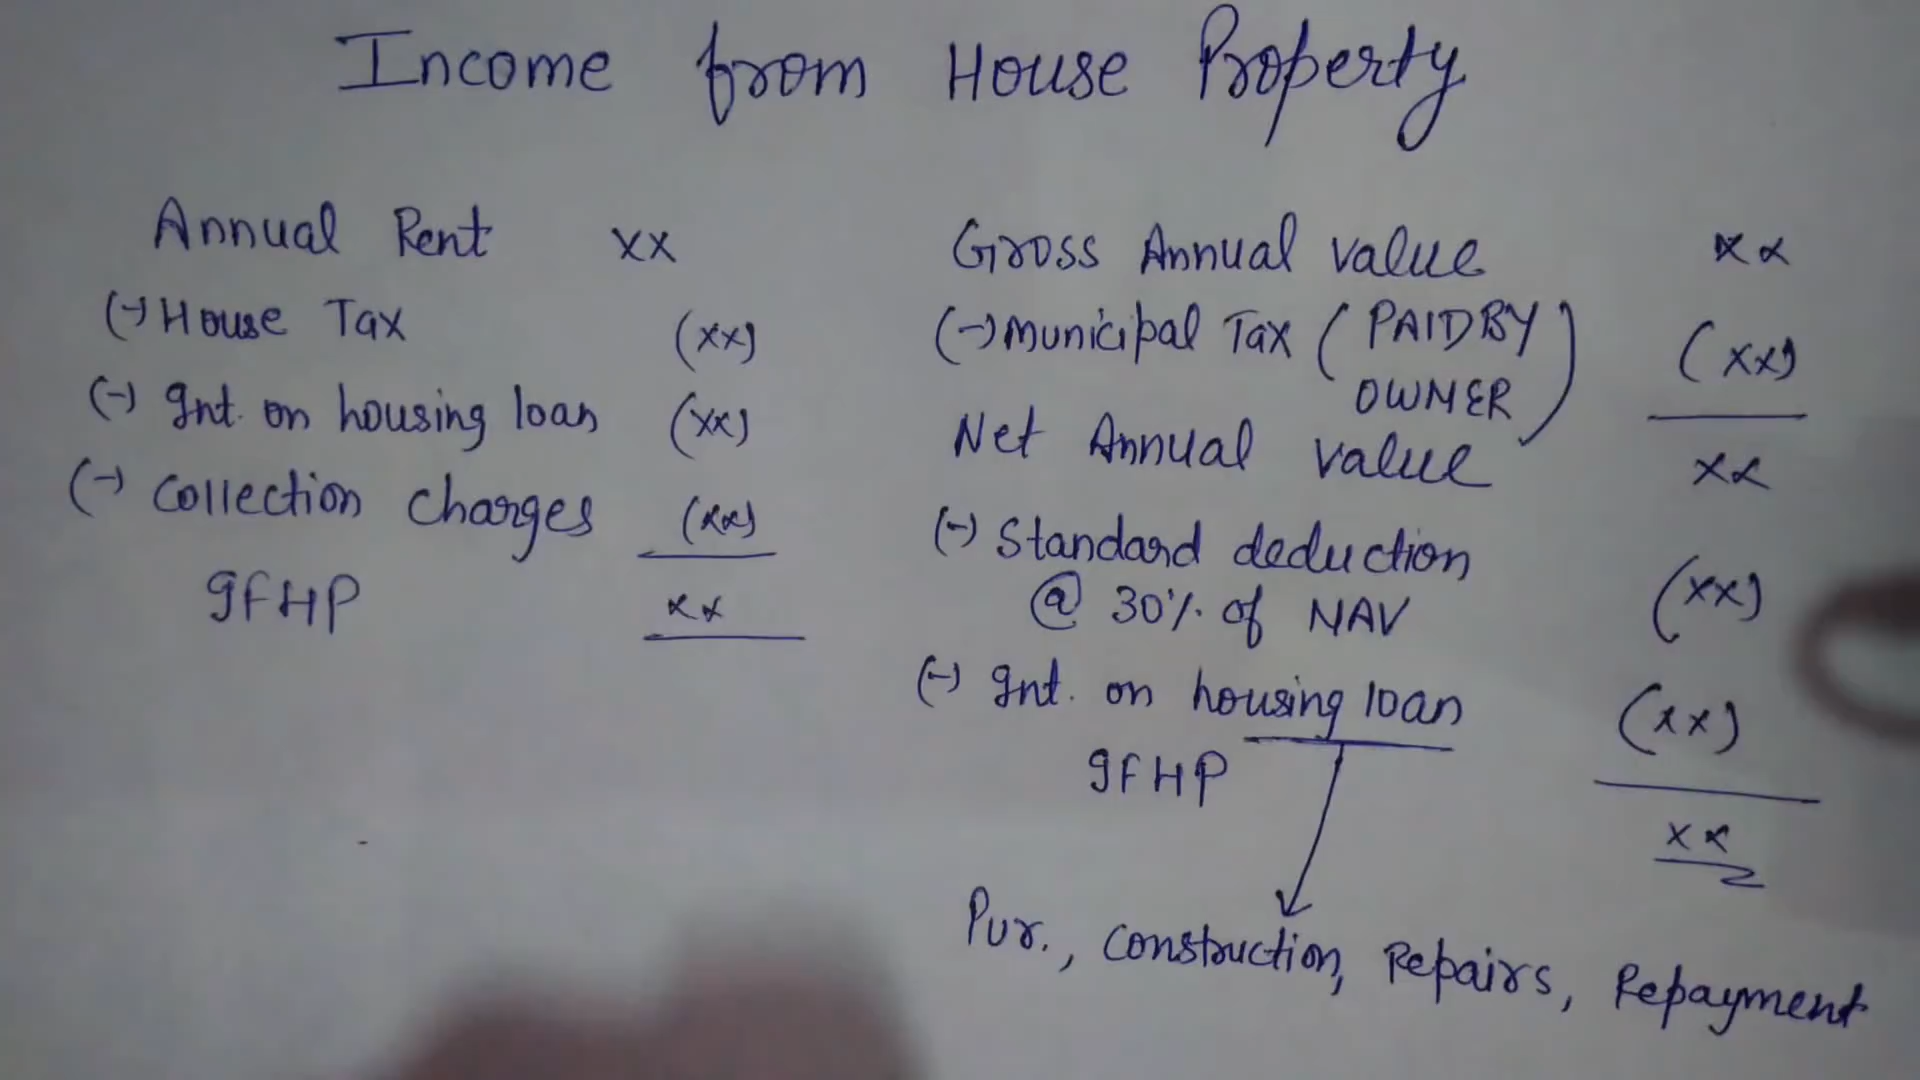 Income from House Property
Annual Rent xx
(-) House Tax (xx)
(-) Int. on housing loan (xx)
(-) Collection charges (xx)
IFHP xx
Gross Annual value xx
(-) Municipal Tax (PAID BY OWNER) (xx)
Net Annual value xx
(-) Standard deduction
@ 30% of NAV (xx)
(-) Int. on housing loan (xx)
IFHP xx
Pur., Construction, Repairs, Repayment